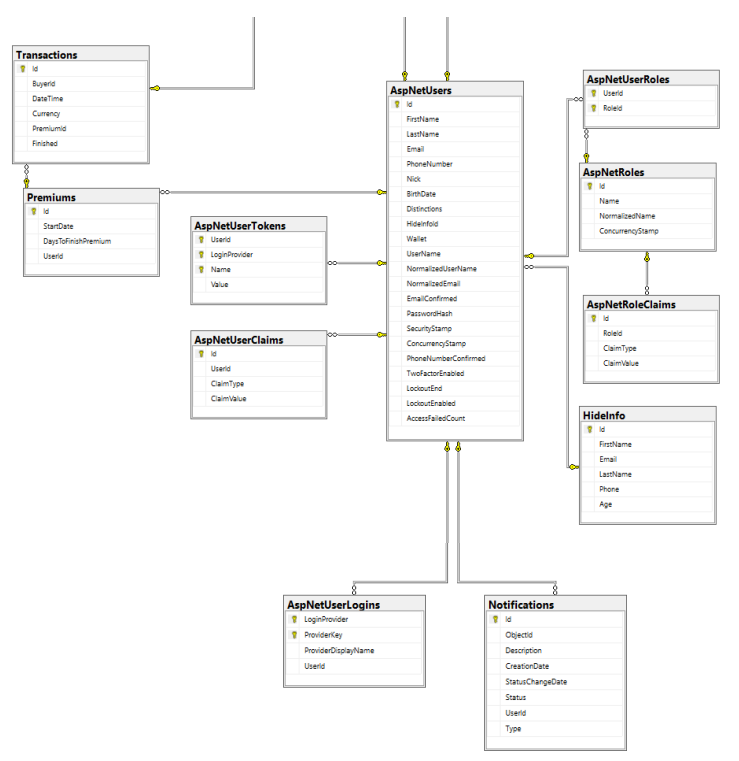 Transactions
Id
BuyerId
DateTime
Currency
PremiumId
Finished
Premiums
Id
StartDate
DaysToFinishPremium
UserId
AspNetUserTokens
UserId
LoginProvider
Name
Value
AspNetUserClaims
Id
UserId
ClaimType
ClaimValue
AspNetUsers
Id
FirstName
LastName
Email
PhoneNumber
Nick
BirthDate
Distinctions
HideInfoId
Wallet
UserName
NormalizedUserName
NormalizedEmail
EmailConfirmed
PasswordHash
SecurityStamp
ConcurrencyStamp
PhoneNumberConfirmed
TwoFactorEnabled
LockoutEnd
LockoutEnabled
AccessFailedCount
AspNetUserRoles
UserId
RoleId
AspNetRoles
Id
Name
NormalizedName
ConcurrencyStamp
AspNetRoleClaims
Id
RoleId
ClaimType
ClaimValue
HideInfo
Id
FirstName
Email
LastName
Phone
Age
AspNetUserLogins
LoginProvider
ProviderKey
ProviderDisplayName
UserId
Notifications
Id
ObjectId
Description
CreationDate
StatusChangeDate
Status
UserId
Type